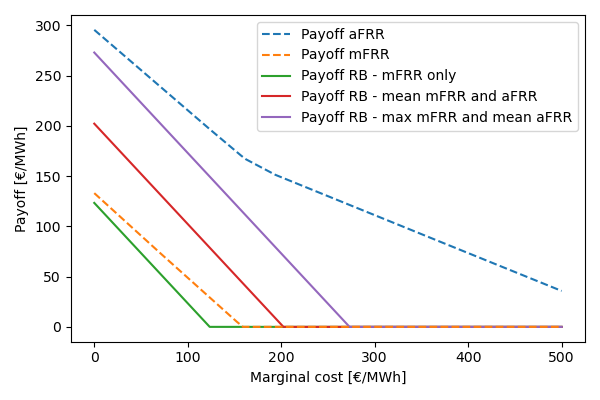 300
250
200
150
100
50
0
Payoff [€/MWh]
Payoff aFRR
Payoff mFRR
Payoff RB - mFRR only
Payoff RB - mean mFRR and aFRR
Payoff RB - max mFRR and mean aFRR
0 100 200 300 400 500
Marginal cost [€/MWh]